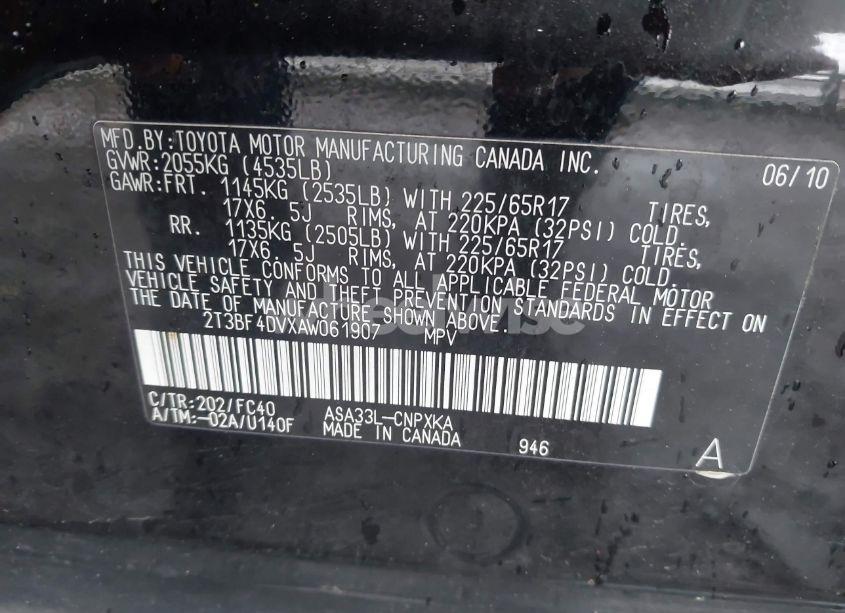 MFD. BY: TOYOTA MOTOR MANUFACTURING CANADA INC. 06/10
GVWR: 2055KG (4535LB)
GAWR: FRT. 1145KG (2535LB) WITH 225/65R17 TIRES,
17X6. 5J RIMS, AT 220KPA (32PSI) COLD.
RR. 1135KG (2505LB) WITH 225/65R17 TIRES,
17X6. 5J RIMS, AT 220KPA (32PSI) COLD.
THIS VEHICLE CONFORMS TO ALL APPLICABLE FEDERAL MOTOR
VEHICLE SAFETY AND THEFT PREVENTION STANDARDS IN EFFECT ON
THE DATE OF MANUFACTURE SHOWN ABOVE.
2T3BF4DVXAW061907 MPV
C/TR: 202/FC40 ASA33L-CNPXKA
A/TM: -02A/U140F MADE IN CANADA 946 A